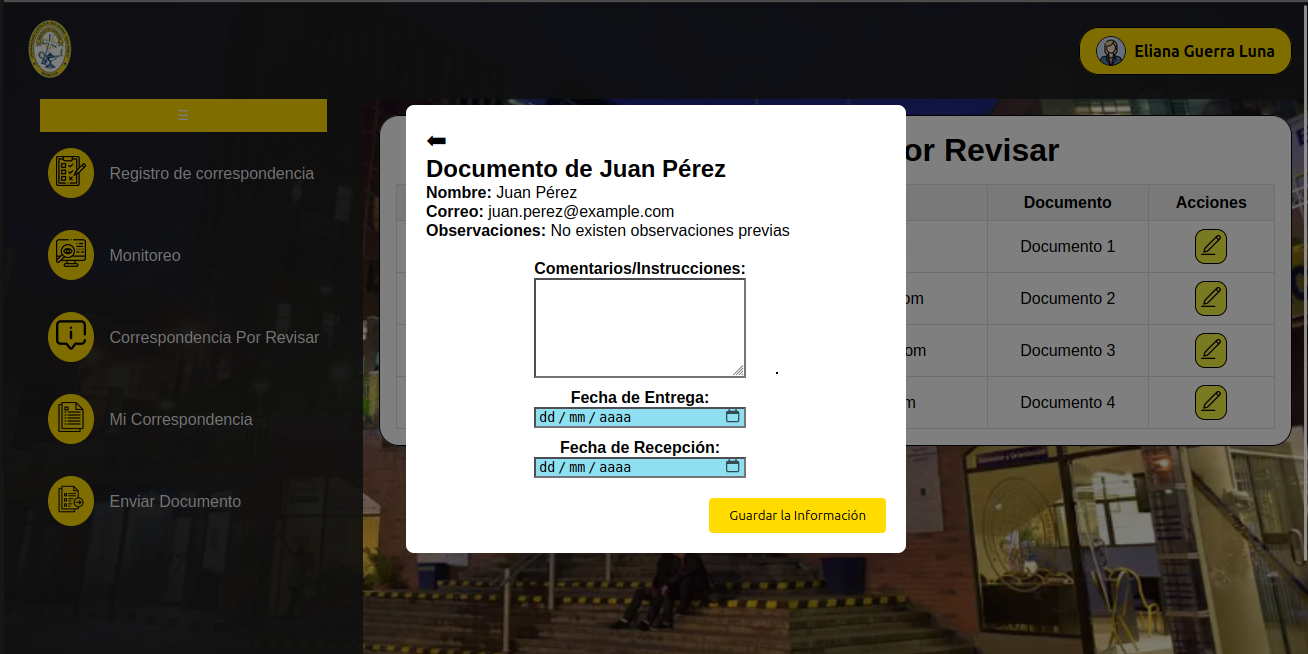 Eliana Guerra Luna
☰
Registro de correspondencia
Monitoreo
Correspondencia Por Revisar
Mi Correspondencia
Enviar Documento
or Revisar
Documento Acciones
Documento 1
om Documento 2
om Documento 3
m Documento 4
⬅
Documento de Juan Pérez
Nombre: Juan Pérez
Correo: juan.perez@example.com
Observaciones: No existen observaciones previas
Comentarios/Instrucciones:
.
Fecha de Entrega:
dd/mm/aaaa
Fecha de Recepción:
dd/mm/aaaa
Guardar la Información